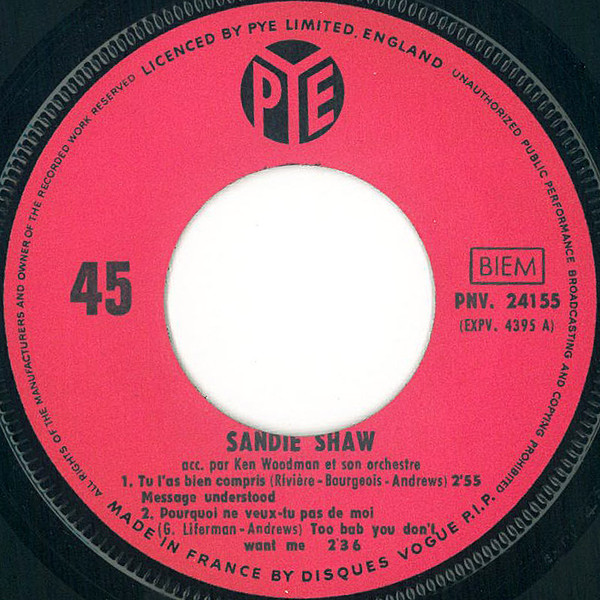 ALL RIGHTS OF THE MANUFACTURERS AND OWNER OF THE RECORDED WORK RESERVED
LICENCED BY PYE LIMITED. ENGLAND
UNAUTHORIZED PUBLIC PERFORMANCE BROADCASTING AND COPYING PROHIBITED
PYE
45
BIEM
PNV. 24155
(EXPV. 4395 A)
SANDIE SHAW
acc. par Ken Woodman et son orchestre
1. Tu l'as bien compris (Rivière - Bourgeois - Andrews) 2'55
Message understood
2. Pourquoi ne veux-tu pas de moi
(G. Liferman - Andrews) Too bab you don't
want me 2'36
MADE IN FRANCE BY DISQUES VOGUE P.I.P.